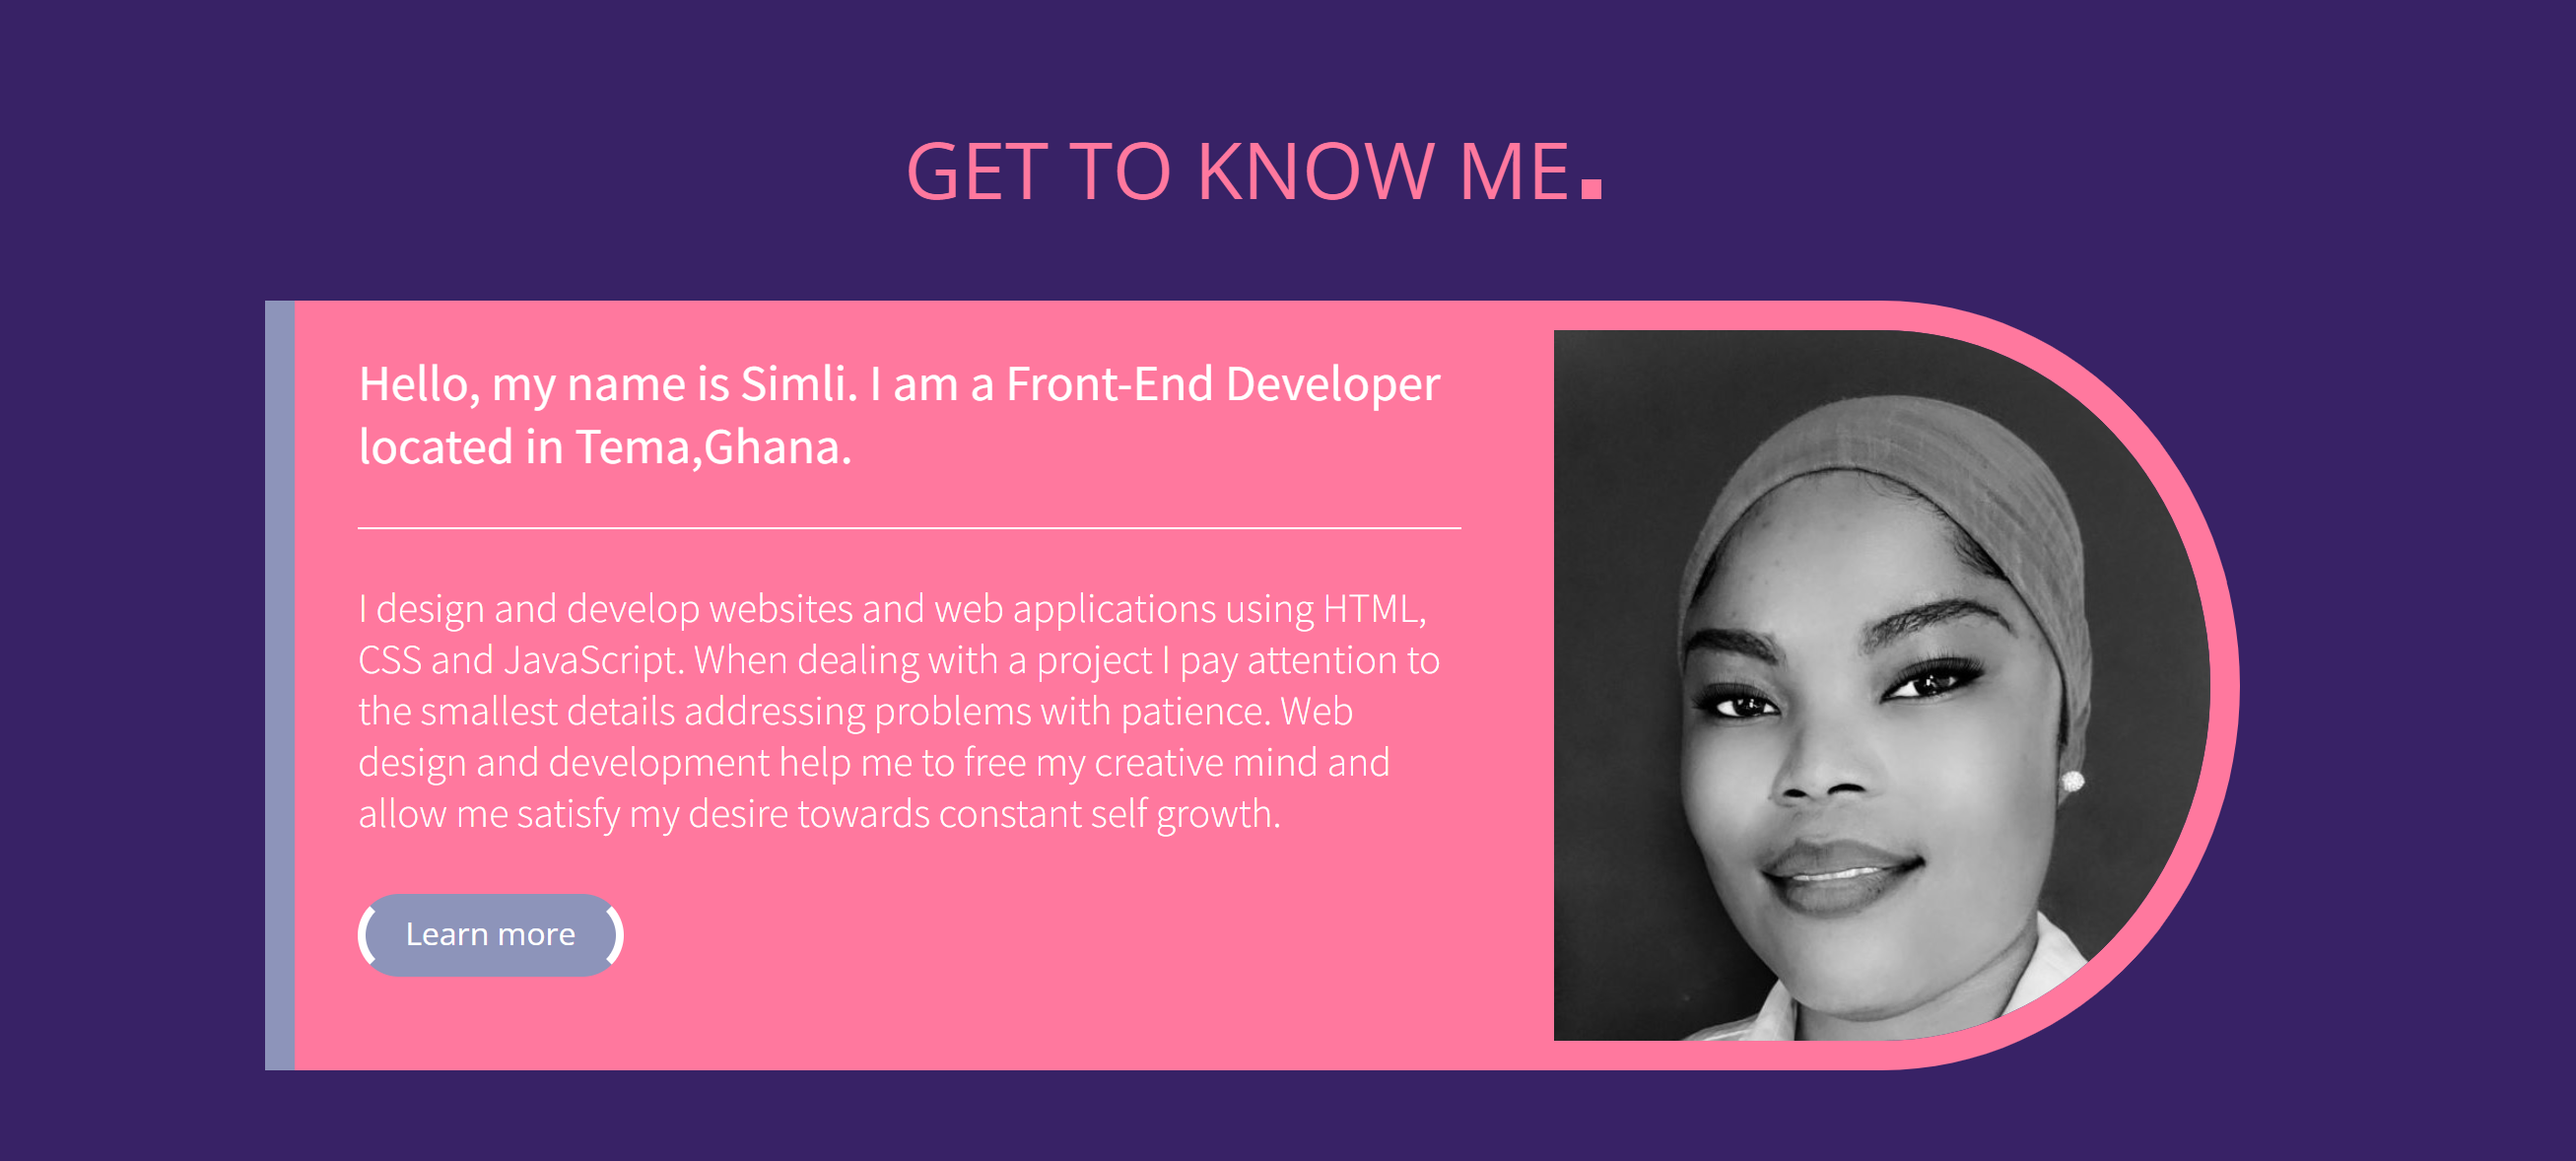 GET TO KNOW ME.
Hello, my name is Simli. I am a Front-End Developer
located in Tema,Ghana.
I design and develop websites and web applications using HTML,
CSS and JavaScript. When dealing with a project I pay attention to
the smallest details addressing problems with patience. Web
design and development help me to free my creative mind and
allow me satisfy my desire towards constant self growth.
Learn more